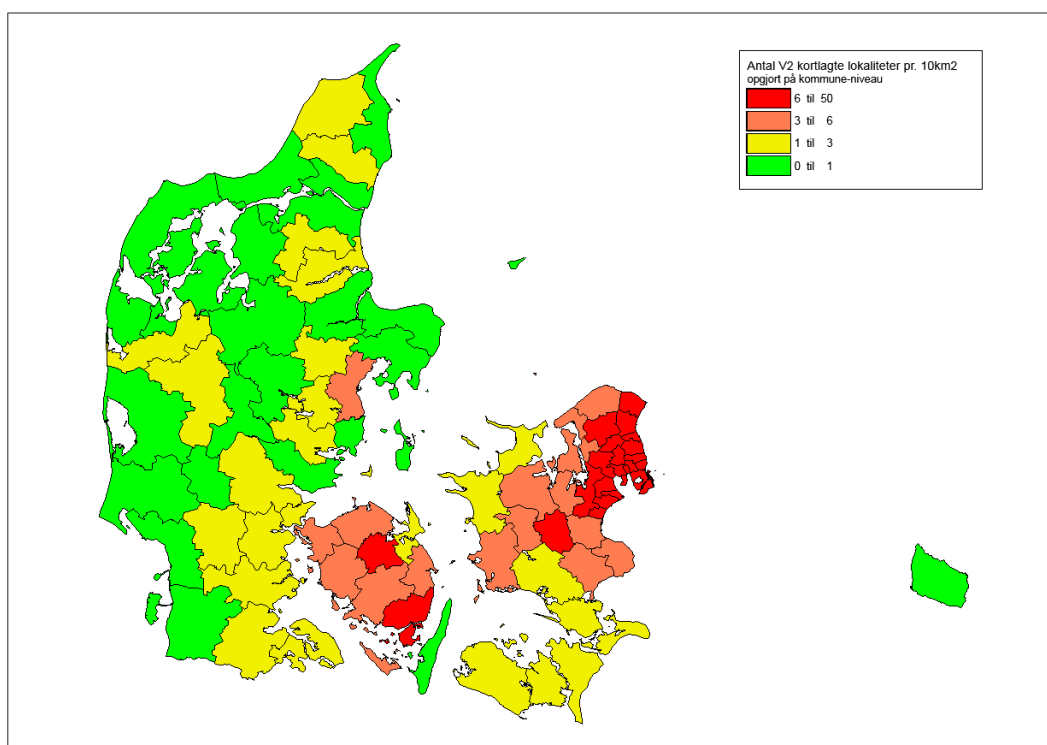 Antal V2 kortlagte lokaliteter pr. 10km2
opgjort på kommune-niveau
6 til 50
3 til 6
1 til 3
0 til 1